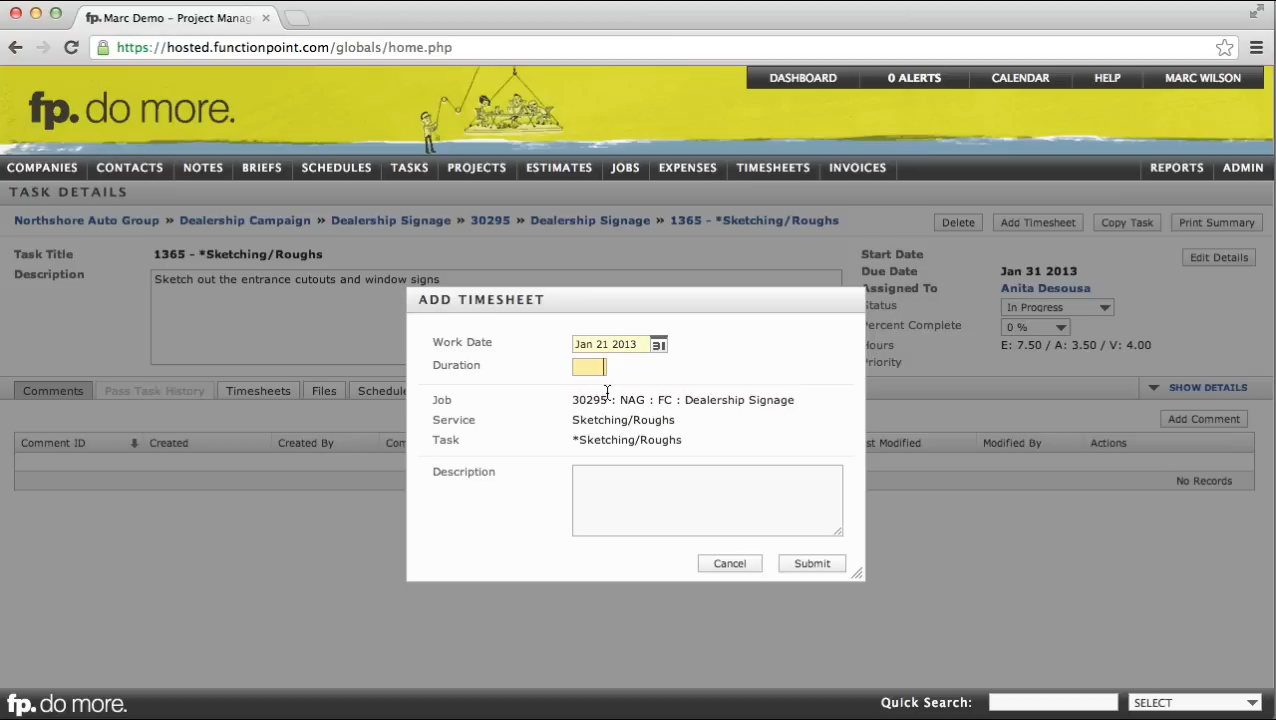 fp. Marc Demo – Project Manag
https://hosted.functionpoint.com/globals/home.php
DASHBOARD 0 ALERTS CALENDAR HELP MARC WILSON
fp. do more.
COMPANIES CONTACTS NOTES BRIEFS SCHEDULES TASKS PROJECTS ESTIMATES JOBS EXPENSES TIMESHEETS INVOICES REPORTS ADMIN
TASK DETAILS
Northshore Auto Group » Dealership Campaign » Dealership Signage » 30295 » Dealership Signage » 1365 - *Sketching/Roughs Delete Add Timesheet Copy Task Print Summary
Task Title 1365 - *Sketching/Roughs
Description Sketch out the entrance cutouts and window signs
Start Date Edit Details
Due Date Jan 31 2013
Assigned To Anita Desousa
Status In Progress
Percent Complete 0 %
Hours E: 7.50 / A: 3.50 / V: 4.00
Priority
ADD TIMESHEET
Work Date Jan 21 2013 31
Duration
Job 30295 : NAG : FC : Dealership Signage
Service Sketching/Roughs
Task *Sketching/Roughs
Description
Cancel Submit
Comments Pass Task History Timesheets Files Schedule SHOW DETAILS
Add Comment
Comment ID Created Created By Com ast Modified Modified By Actions
No Records
fp. do more. Quick Search: SELECT